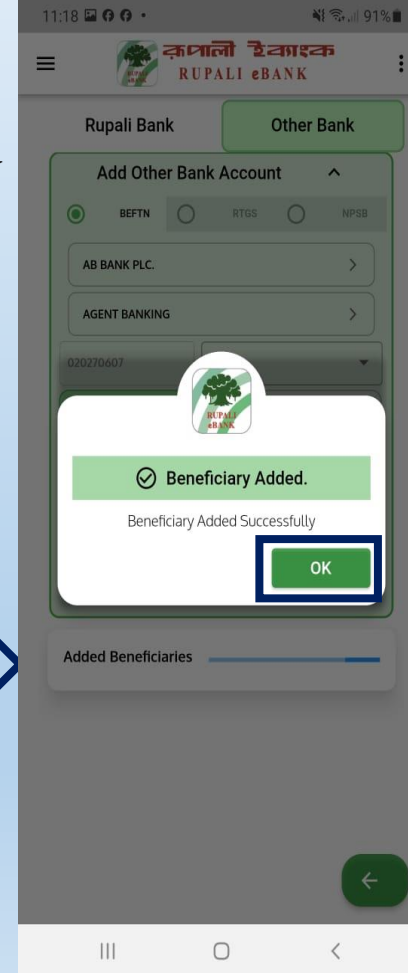 11:18
91%
রূপালী ইব্যাংক
RUPALI eBANK
Rupali Bank
Other Bank
Add Other Bank Account
BEFTN
RTGS
NPSB
AB BANK PLC.
AGENT BANKING
020270607
RUPALI
eBANK
Beneficiary Added.
Beneficiary Added Successfully
OK
Added Beneficiaries